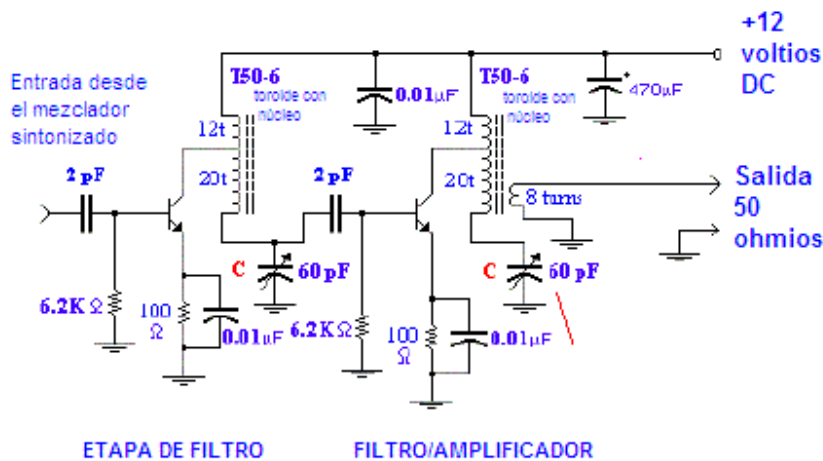 +12
voltios
DC
Entrada desde
el mezclador
sintonizado
T50-6
toroide con
núcleo
0.01µF
T50-6
toroide con
núcleo
470µF
+
12t
20t
12t
20t
8 turns
2 pF
2 pF
Salida
50
ohmios
C
60 pF
C
60 pF
6.2K Ω
100
Ω
0.01µF
6.2K Ω
100
Ω
0.01µF
ETAPA DE FILTRO
FILTRO/AMPLIFICADOR